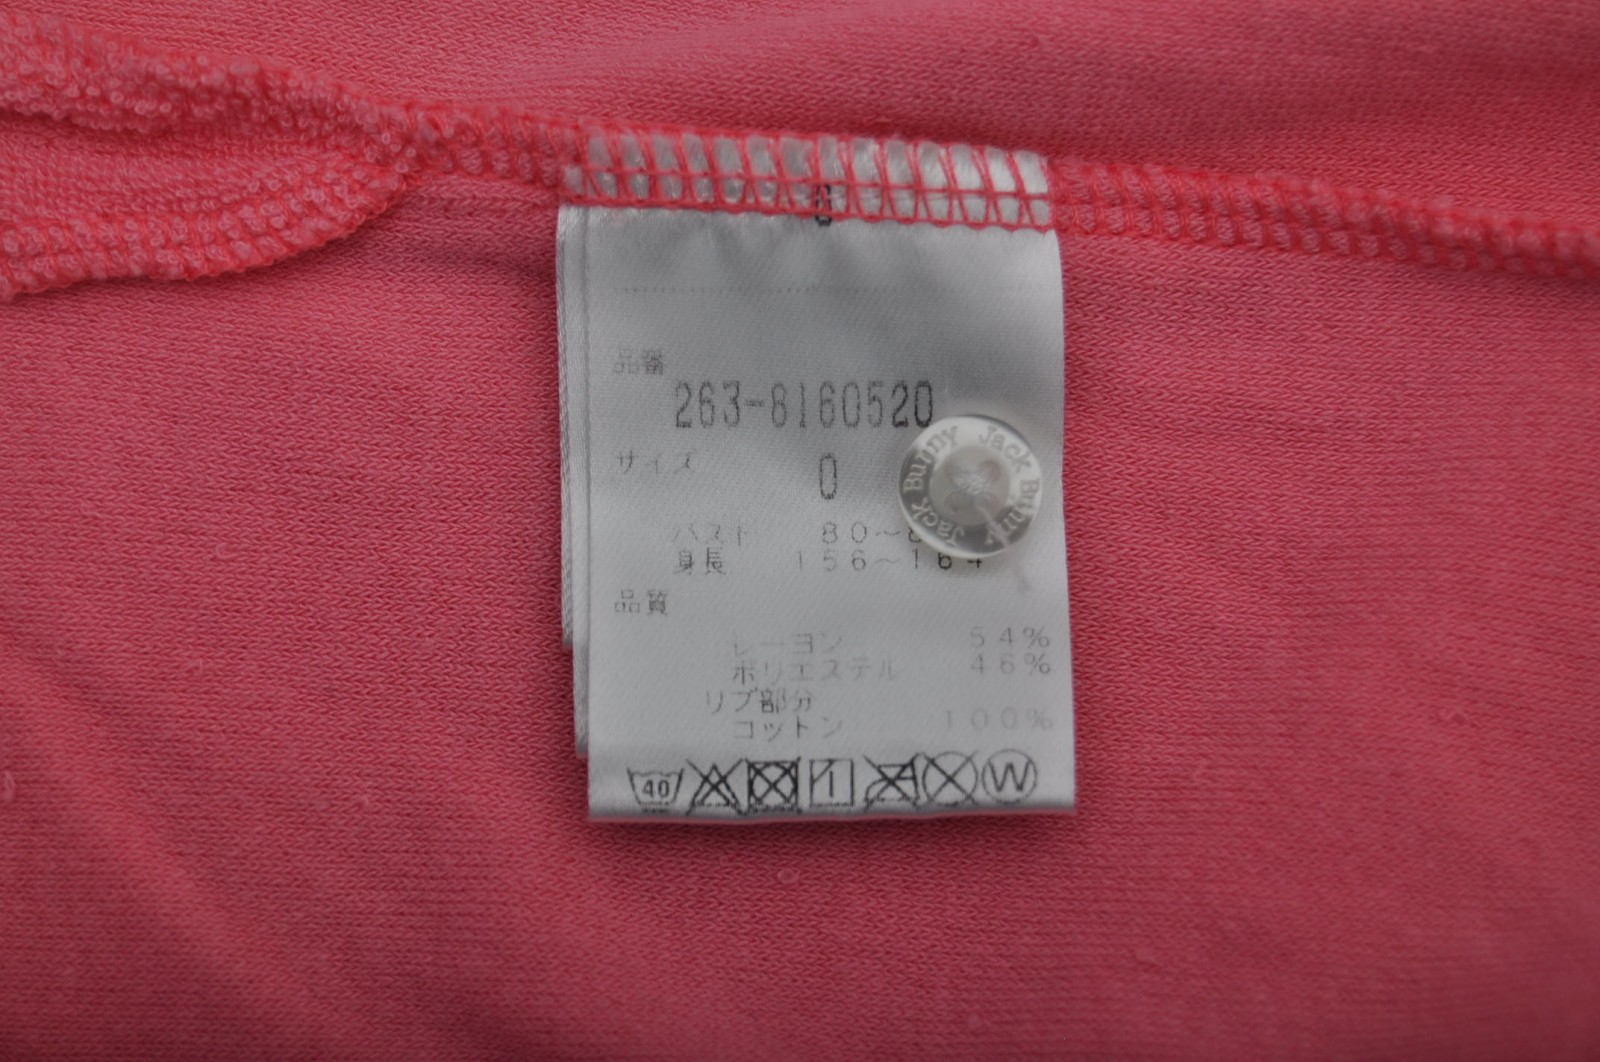 品番
263-8160520
サイズ 0
バスト 80~
身長 156~164
品質
レーヨン 54%
ポリエステル 46%
リブ部分
コットン 100%
40
W
Jack Bunny Jack Bunny